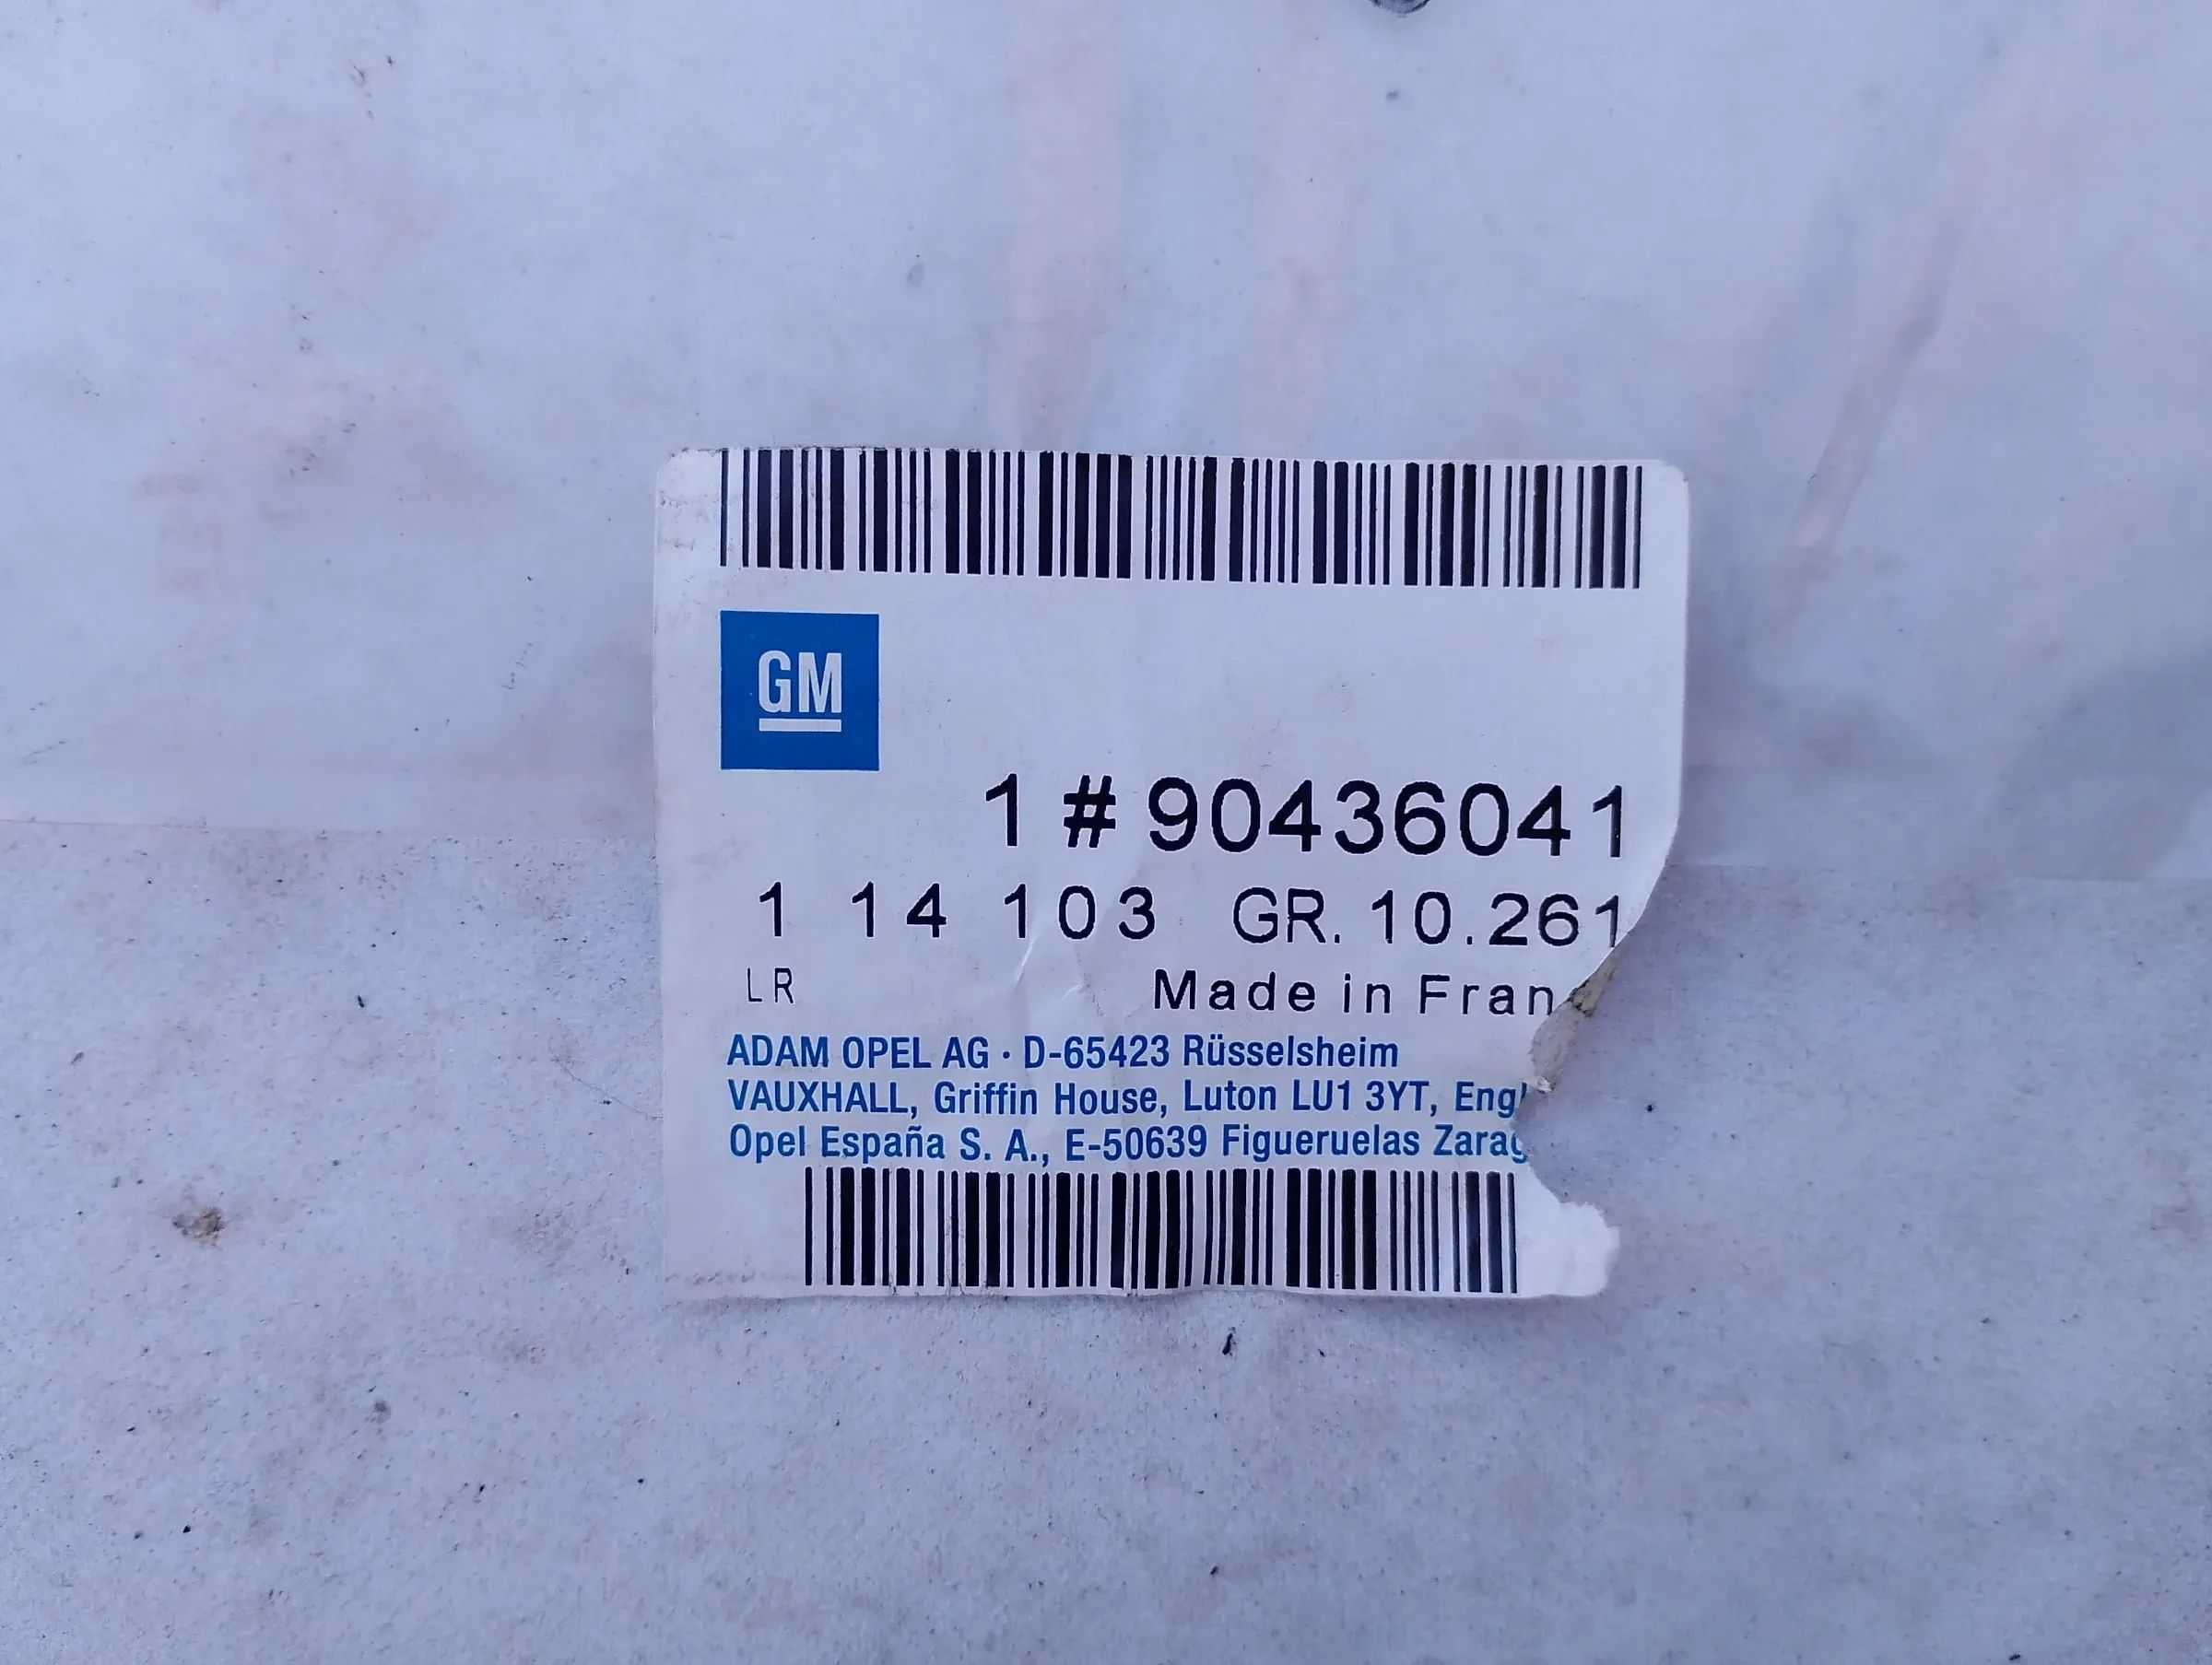 GM
1 # 90436041
1 14 103 GR. 10.261
LR Made in Fran
ADAM OPEL AG · D-65423 Rüsselsheim
VAUXHALL, Griffin House, Luton LU1 3YT, Engl
Opel España S. A., E-50639 Figueruelas Zarag